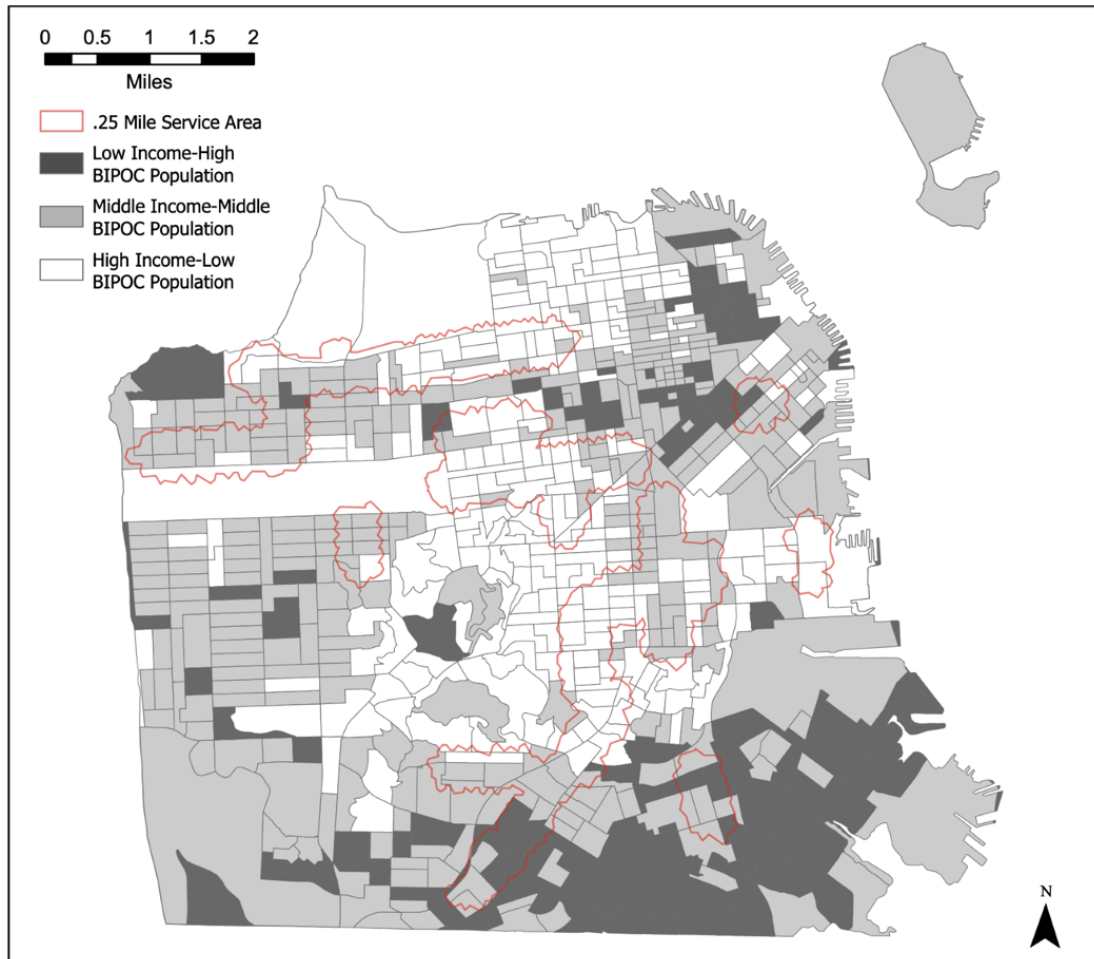 0 0.5 1 1.5 2
Miles
.25 Mile Service Area
Low Income-High
BIPOC Population
Middle Income-Middle
BIPOC Population
High Income-Low
BIPOC Population
N